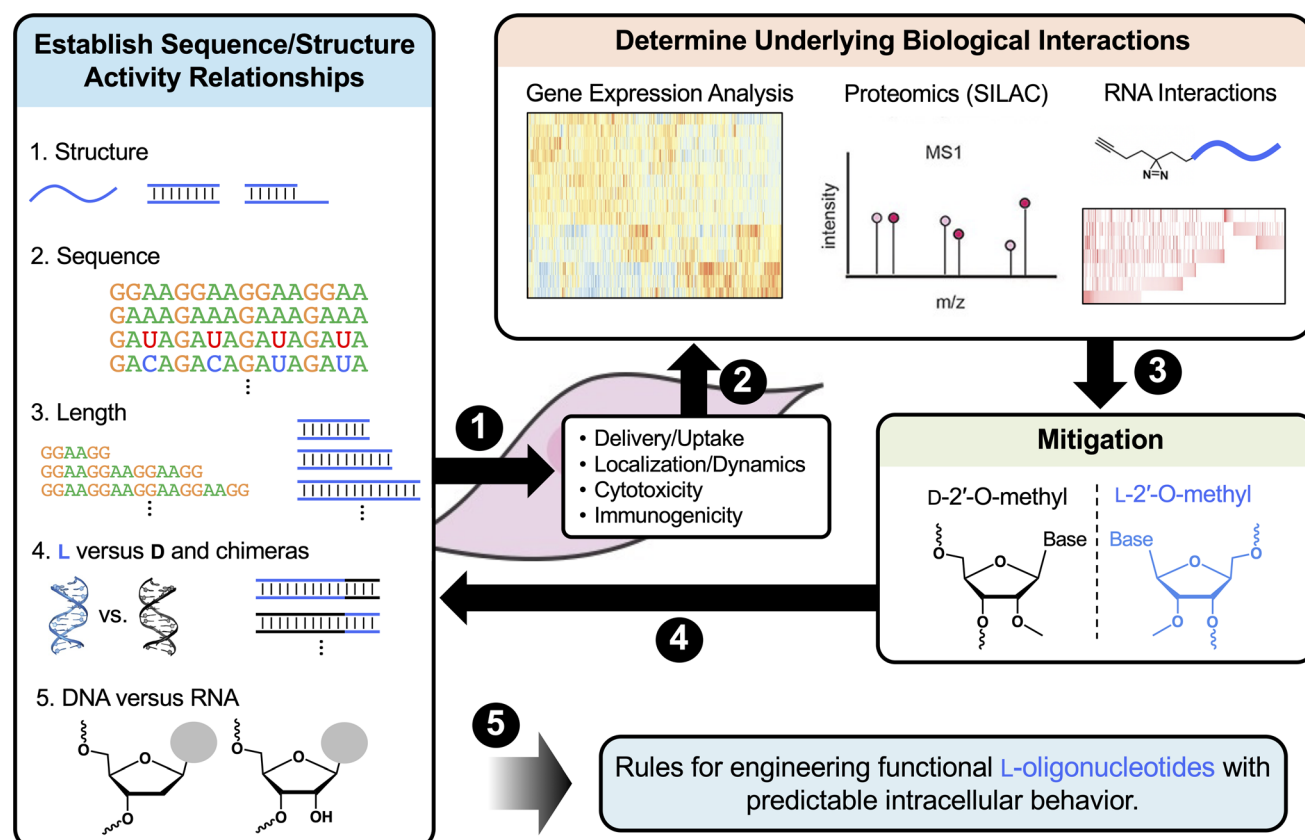 Establish Sequence/Structure
Activity Relationships
1. Structure
2. Sequence
GGAAGGAAGGAAGGAA
GAAAGAAAGAAAGAAA
GAUAGAUAGAUAGAUA
GACAGACAGAUAGAUA
⋮
3. Length
GGAAGG
GGAAGGAAGGAAGG
GGAAGGAAGGAAGGAAGG
⋮
⋮
4. L versus D and chimeras
vs.
⋮
5. DNA versus RNA
O
O
O
O
O
O
OH
1
Determine Underlying Biological Interactions
Gene Expression Analysis
Proteomics (SILAC)
MS1
intensity
m/z
RNA Interactions
N=N
2
3
• Delivery/Uptake
• Localization/Dynamics
• Cytotoxicity
• Immunogenicity
Mitigation
D-2′-O-methyl
L-2′-O-methyl
O
Base
O
O
O
Base
O
O
O
O
4
5
Rules for engineering functional L-oligonucleotides with
predictable intracellular behavior.